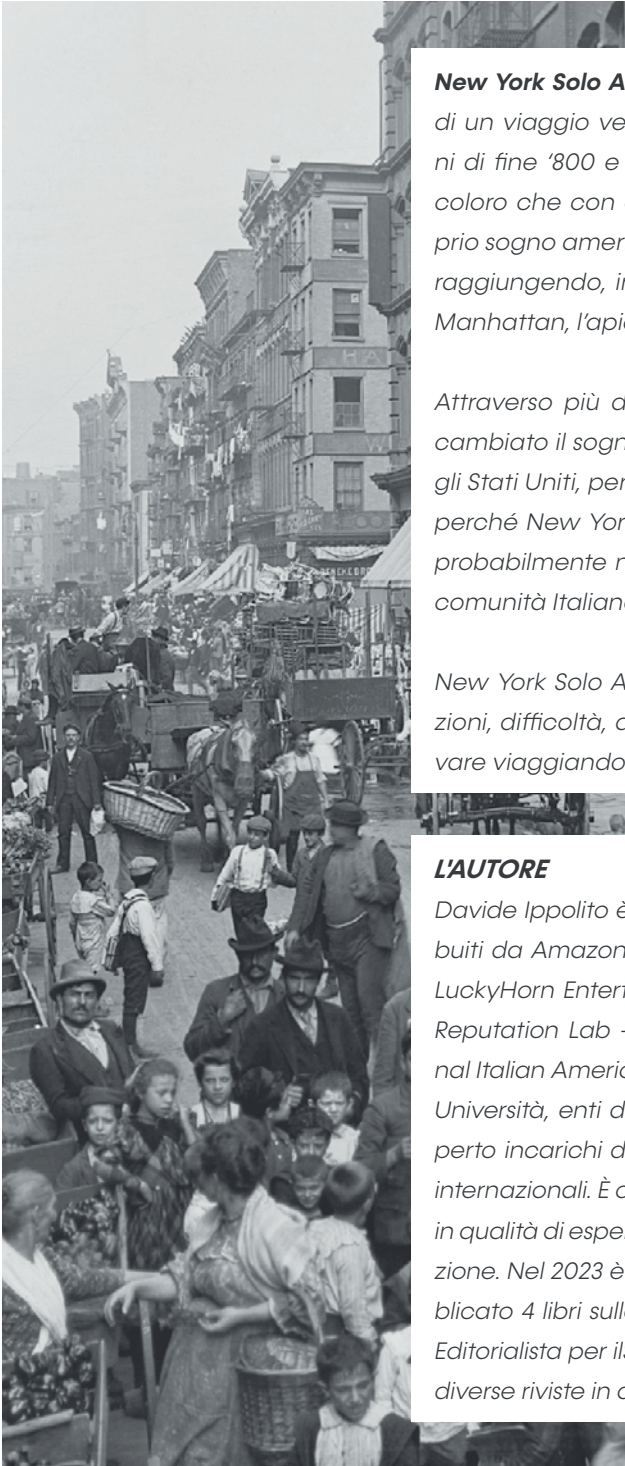 New York Solo A
di un viaggio ve
ni di fine ‘800 e
coloro che con
prio sogno amer
raggiungendo, in
Manhattan, l’apic
Attraverso più d
cambiato il sogn
gli Stati Uniti, per
perché New Yor
probabilmente n
comunità Italian
New York Solo A
zioni, difficoltà, c
vare viaggiando
L'AUTORE
Davide Ippolito è
buiti da Amazon
LuckyHorn Entert
Reputation Lab -
nal Italian Americ
Università, enti d
perto incarichi d
internazionali. È c
in qualità di espe
zione. Nel 2023 è
blicato 4 libri sull
Editorialista per il
diverse riviste in c
HA
W